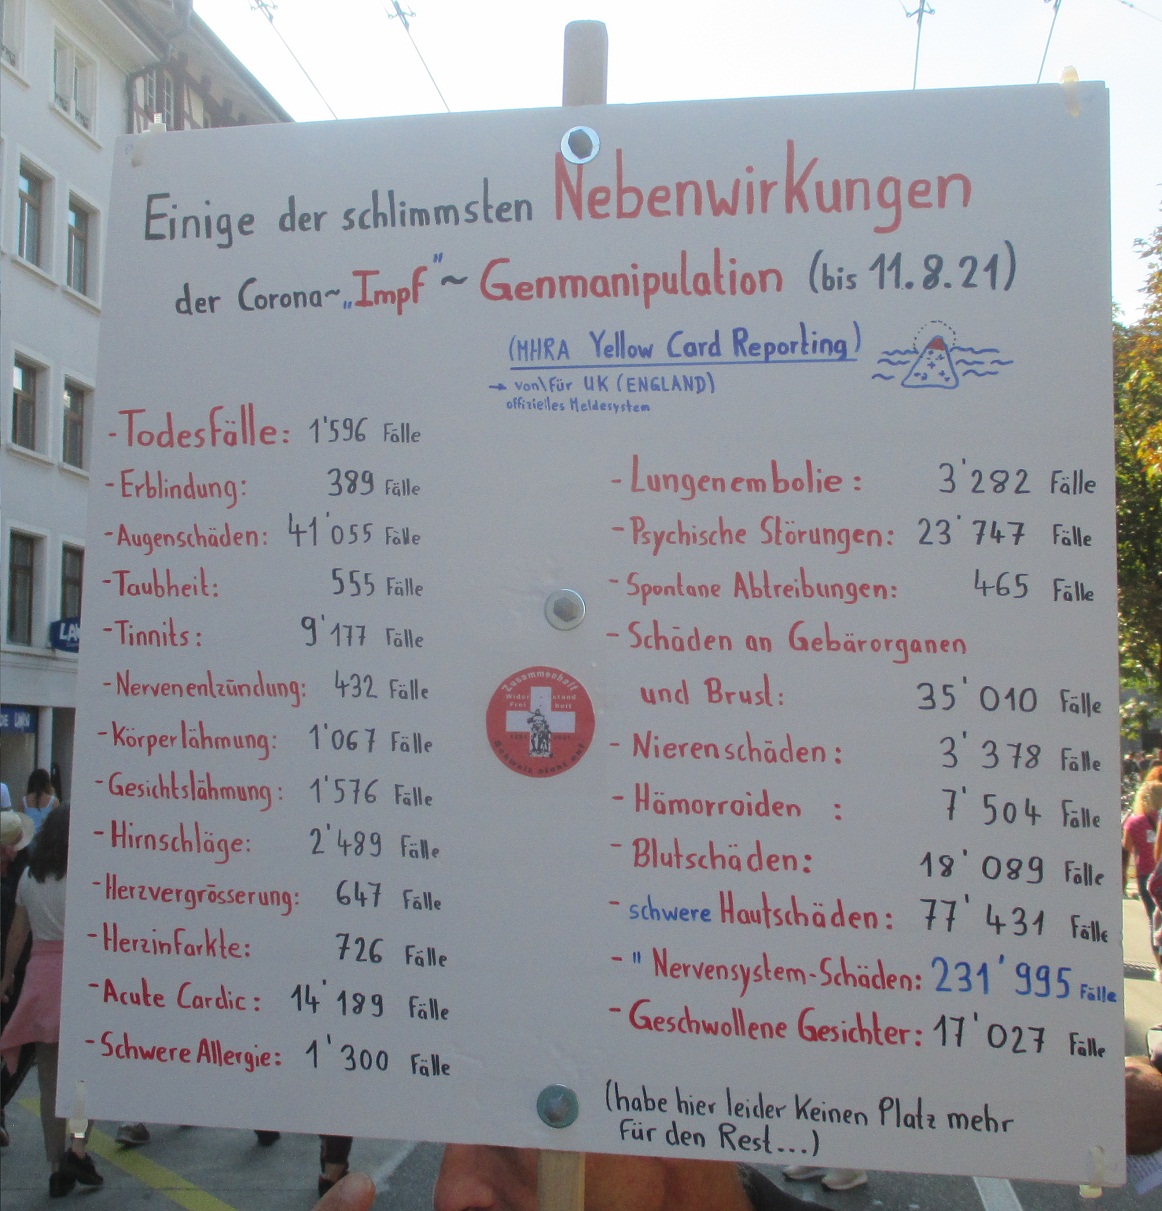 Einige der schlimmsten Nebenwirkungen
der Corona~„Impf"~ Genmanipulation (bis 11.8.21)
(MHRA Yellow Card Reporting)
→ von\für UK (ENGLAND)
offizielles Meldesystem
-Todesfälle: 1'596 Fälle
-Erblindung: 389 Fälle
-Augenschäden: 41'055 Fälle
-Taubheit: 555 Fälle
-Tinnits: 9'177 Fälle
-Nervenentzündung: 432 Fälle
-Körperlähmung: 1'067 Fälle
-Gesichtslähmung: 1'576 Fälle
-Hirnschläge: 2'489 Fälle
-Herzvergrösserung: 647 Fälle
-Herzinfarkte: 726 Fälle
-Acute Cardic: 14'189 Fälle
-Schwere Allergie: 1'300 Fälle
-Lungenembolie: 3'282 Fälle
-Psychische Störungen: 23'747 Fälle
-Spontane Abtreibungen: 465 Fälle
-Schäden an Gebärorganen
und Brust: 35'010 Fälle
-Nierenschäden: 3'378 Fälle
-Hämorroiden : 7'504 Fälle
-Blutschäden: 18'089 Fälle
-schwere Hautschäden: 77'431 Fälle
-" Nervensystem-Schäden: 231'995 Fälle
-Geschwollene Gesichter: 17'027 Fälle
(habe hier leider Keinen Platz mehr
für den Rest...)
Zusammenhalt
Wider stand
Frei heit